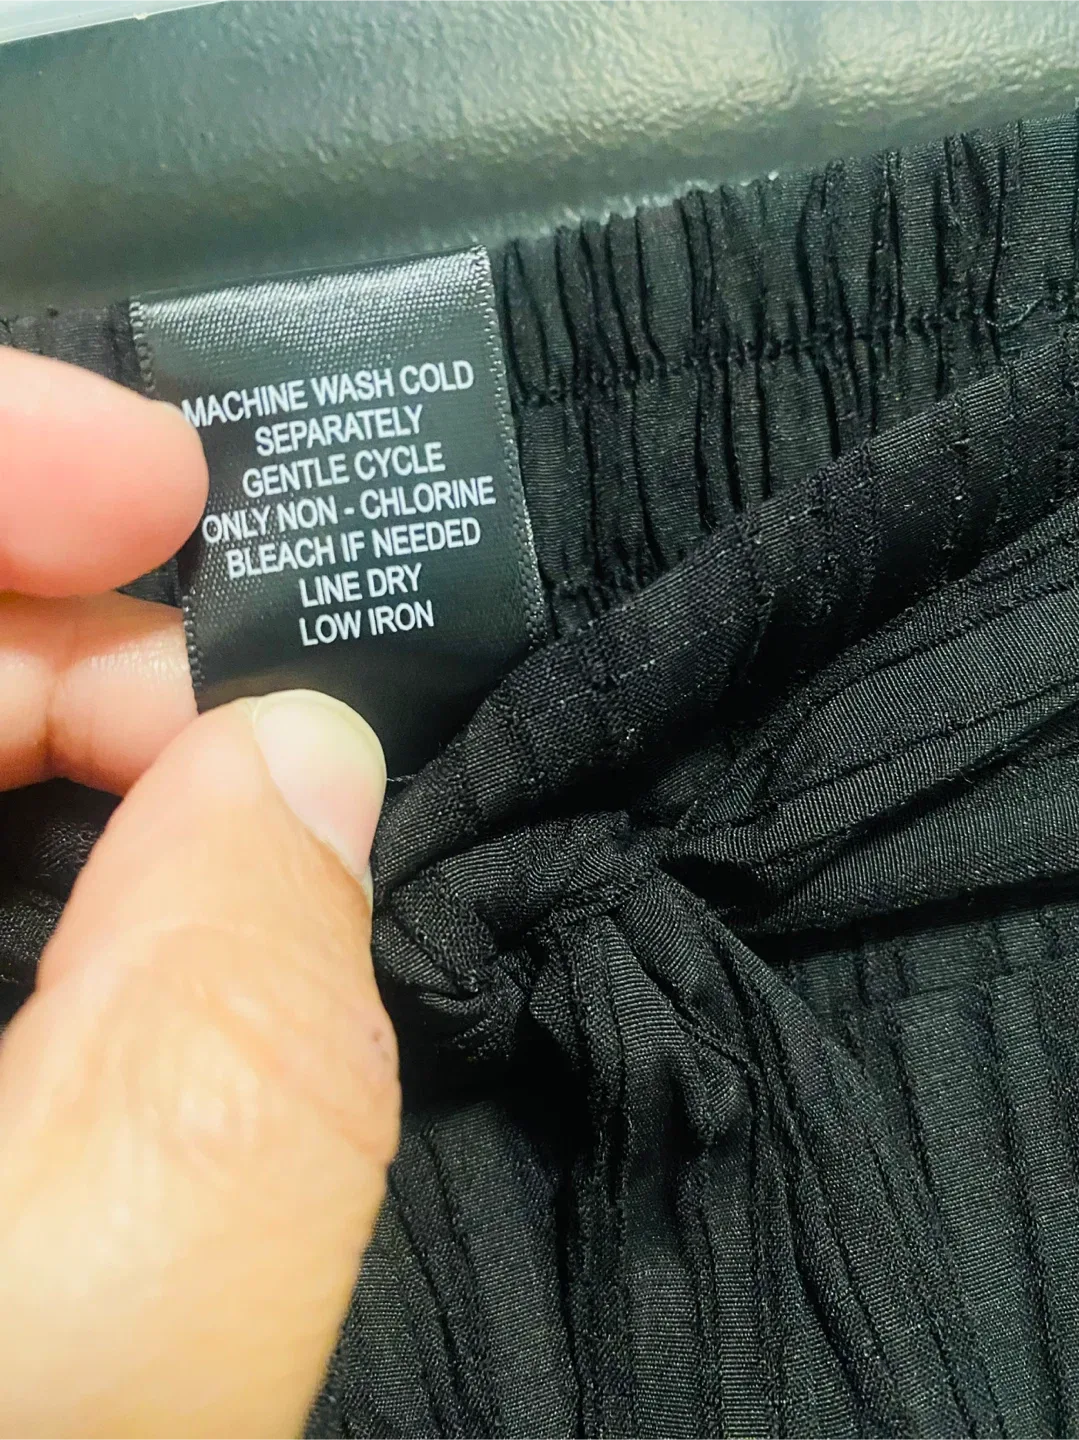 MACHINE WASH COLD
SEPARATELY
GENTLE CYCLE
ONLY NON - CHLORINE
BLEACH IF NEEDED
LINE DRY
LOW IRON